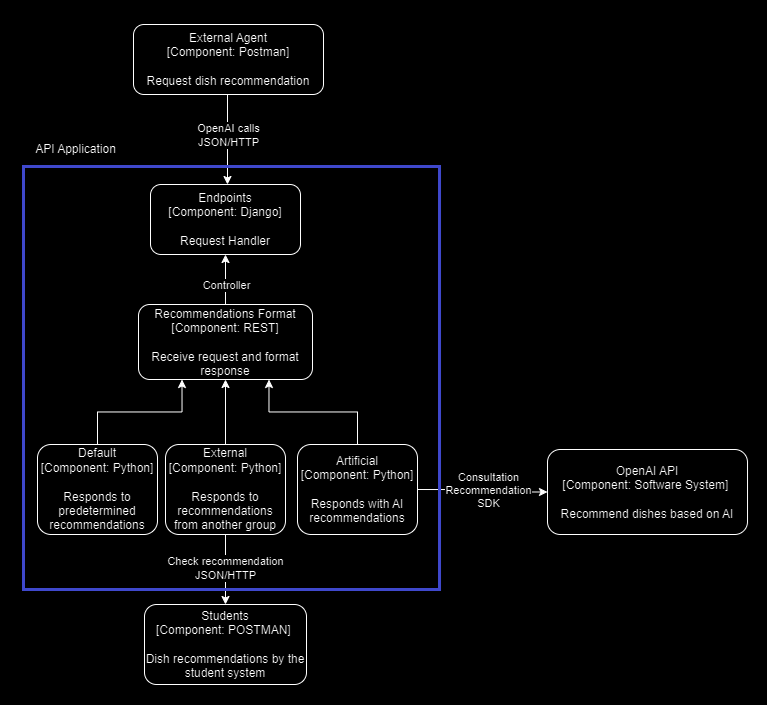 External Agent
[Component: Postman]
Request dish recommendation
OpenAI calls
JSON/HTTP
API Application
Endpoints
[Component: Django]
Request Handler
Controller
Recommendations Format
[Component: REST]
Receive request and format
response
Default
[Component: Python]
Responds to
predetermined
recommendations
External
[Component: Python]
Responds to
recommendations
from another group
Artificial
[Component: Python]
Responds with AI
recommendations
Consultation
Recommendation
SDK
OpenAI API
[Component: Software System]
Recommend dishes based on AI
Check recommendation
JSON/HTTP
Students
[Component: POSTMAN]
Dish recommendations by the
student system